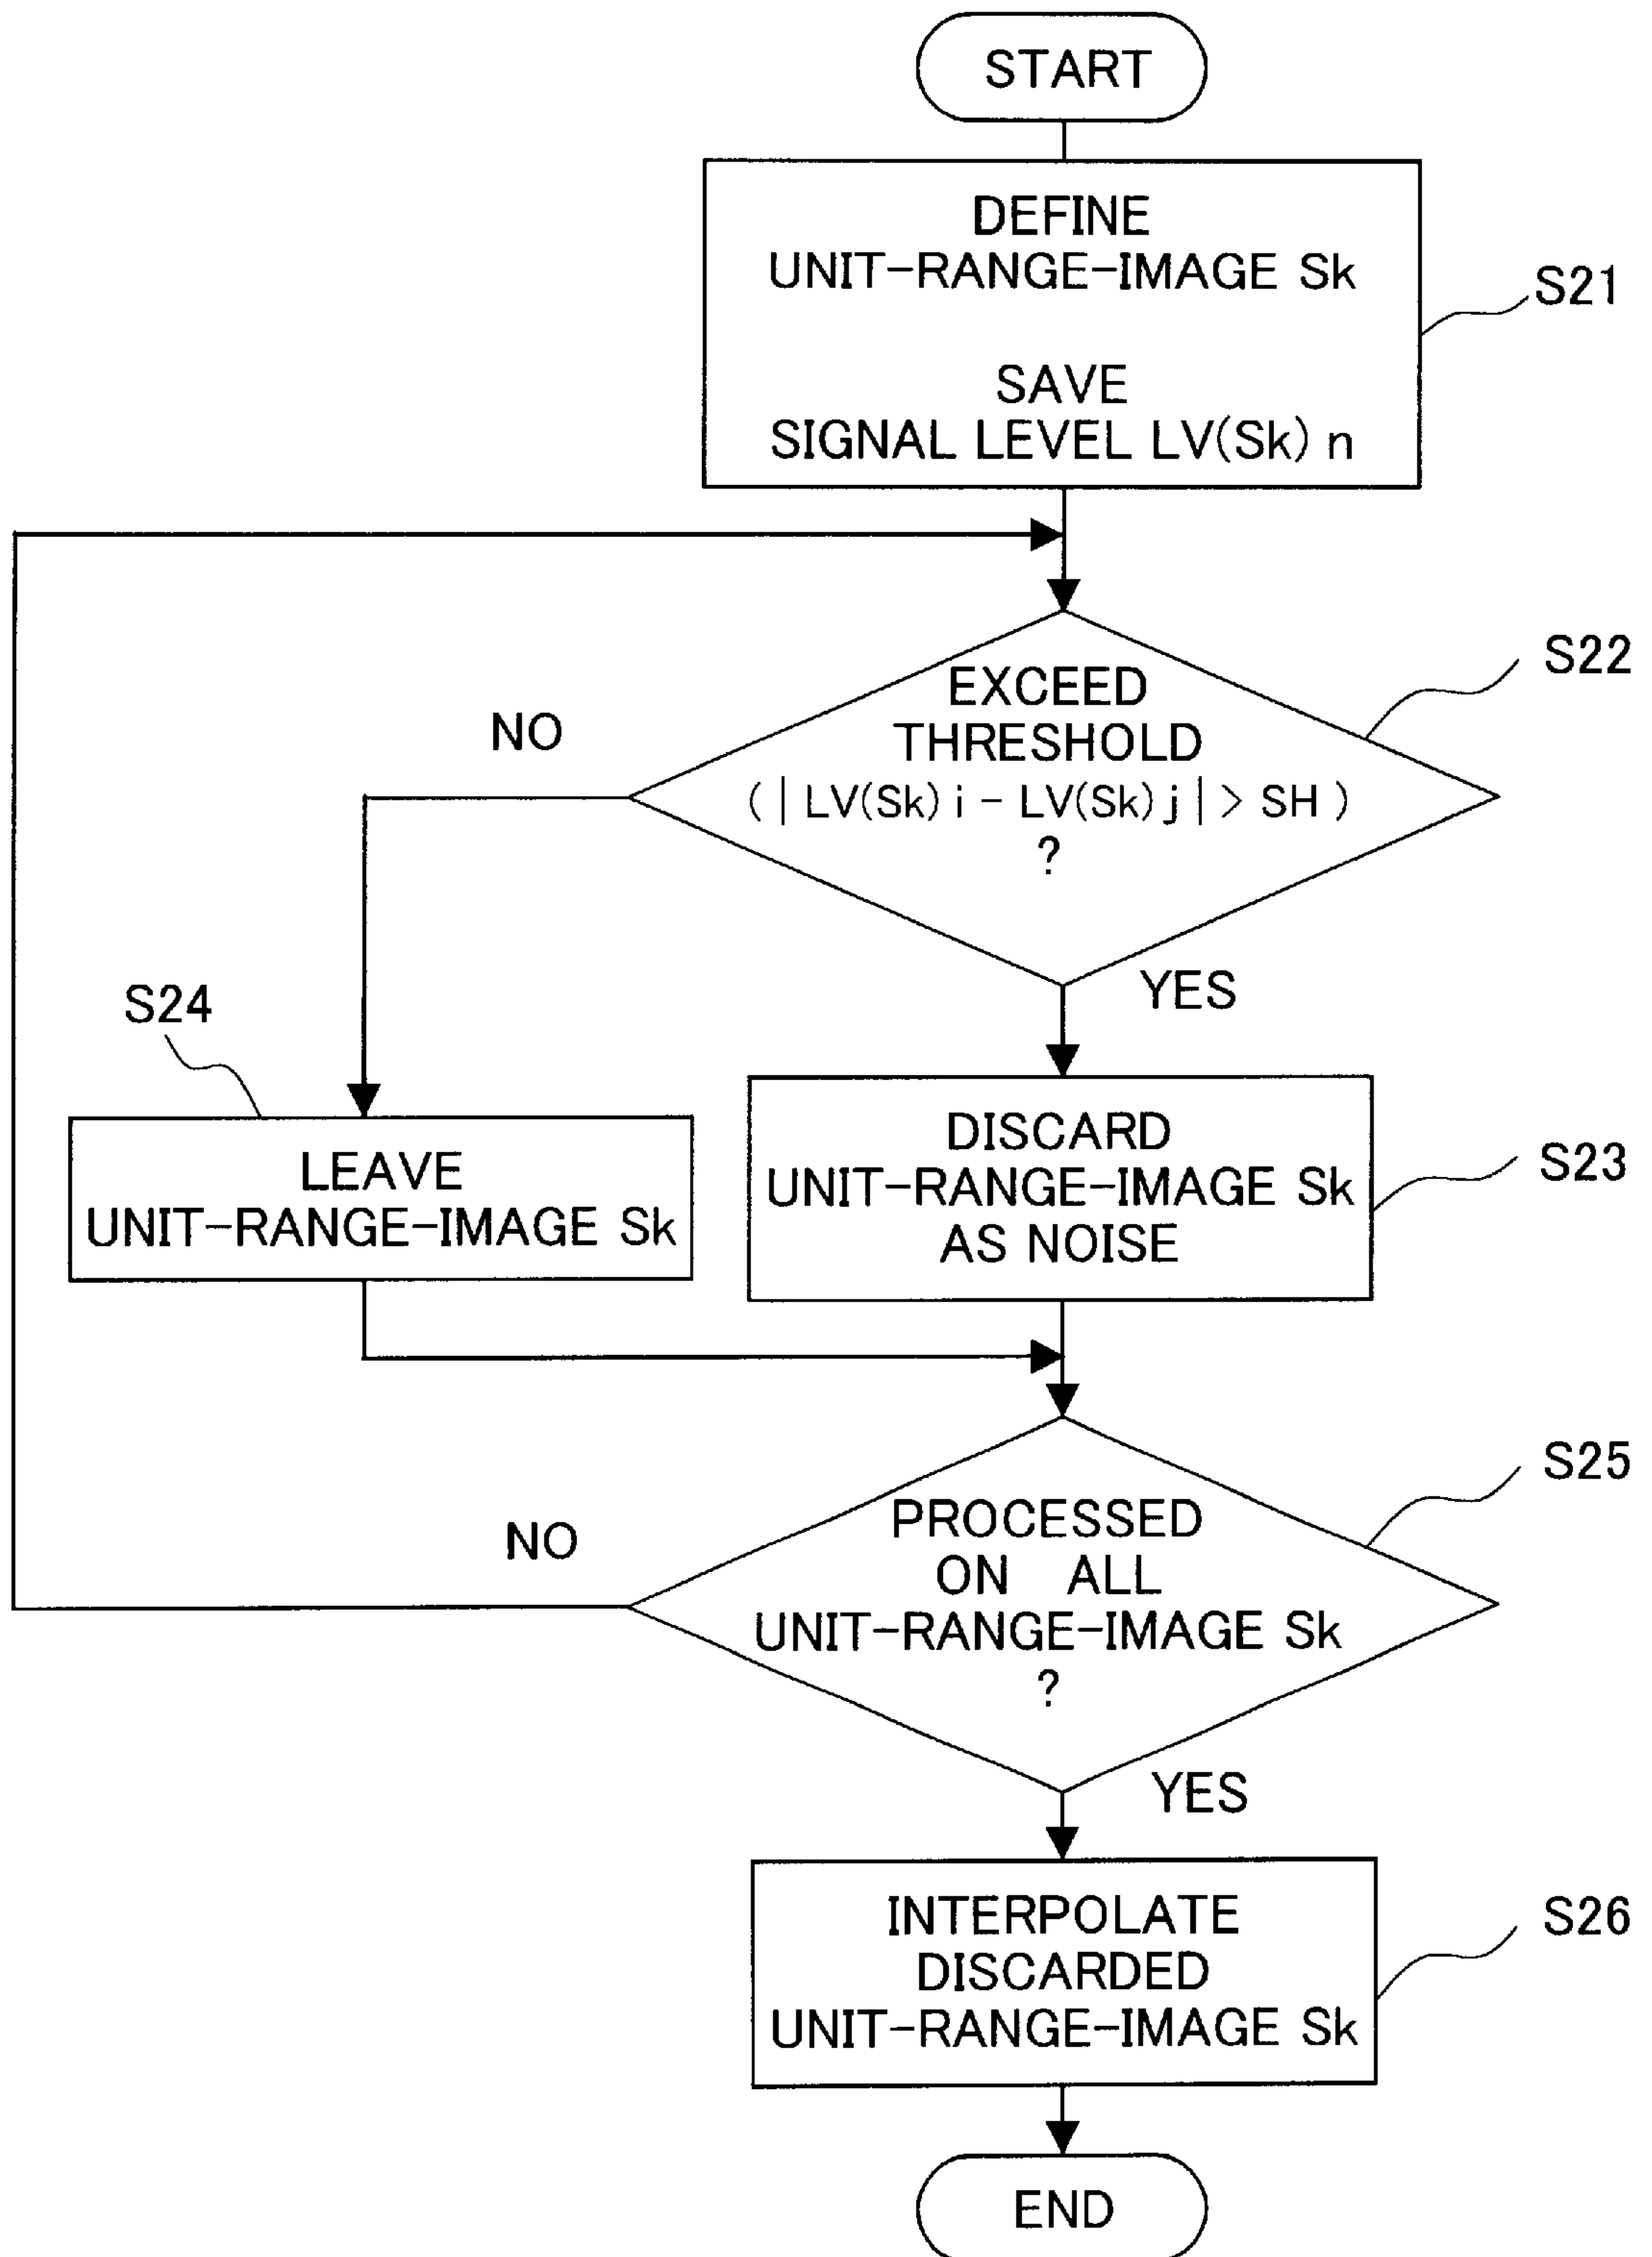 START
DEFINE
UNIT-RANGE-IMAGE Sk
SAVE
SIGNAL LEVEL LV(Sk) n
S21
EXCEED
THRESHOLD
( | LV(Sk) i - LV(Sk) j | > SH )
?
S22
NO
YES
S24
LEAVE
UNIT-RANGE-IMAGE Sk
DISCARD
UNIT-RANGE-IMAGE Sk
AS NOISE
S23
PROCESSED
ON ALL
UNIT-RANGE-IMAGE Sk
?
S25
NO
YES
INTERPOLATE
DISCARDED
UNIT-RANGE-IMAGE Sk
S26
END